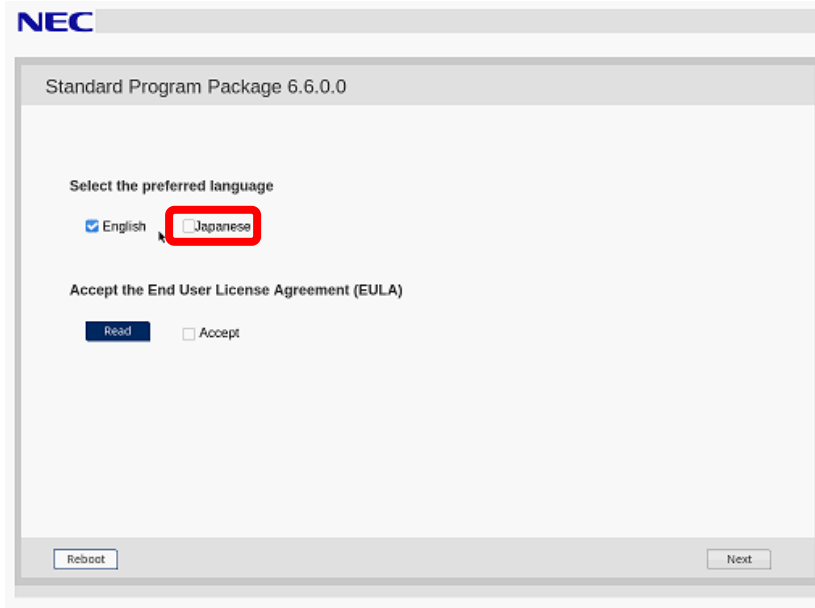 NEC
Standard Program Package 6.6.0.0
Select the preferred language
English Japanese
Accept the End User License Agreement (EULA)
Read Accept
Reboot Next